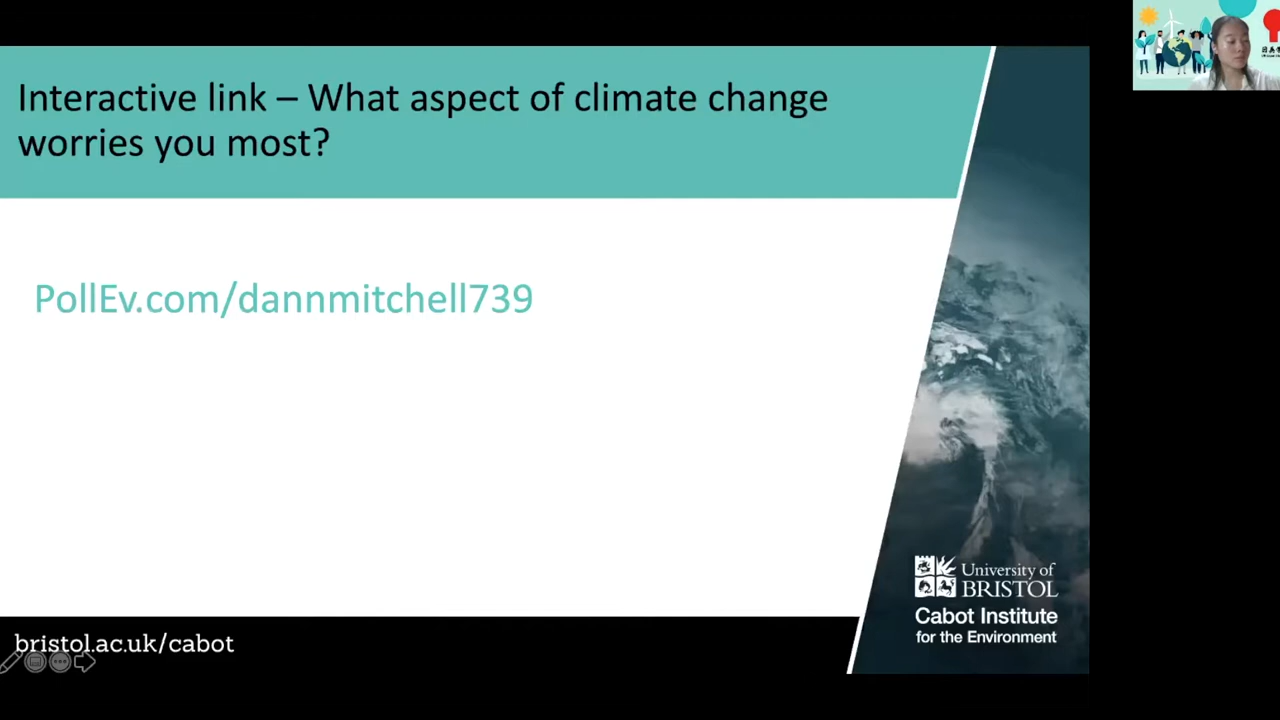 Interactive link – What aspect of climate change
worries you most?
PollEv.com/dannmitchell739
University of
BRISTOL
Cabot Institute
for the Environment
bristol.ac.uk/cabot